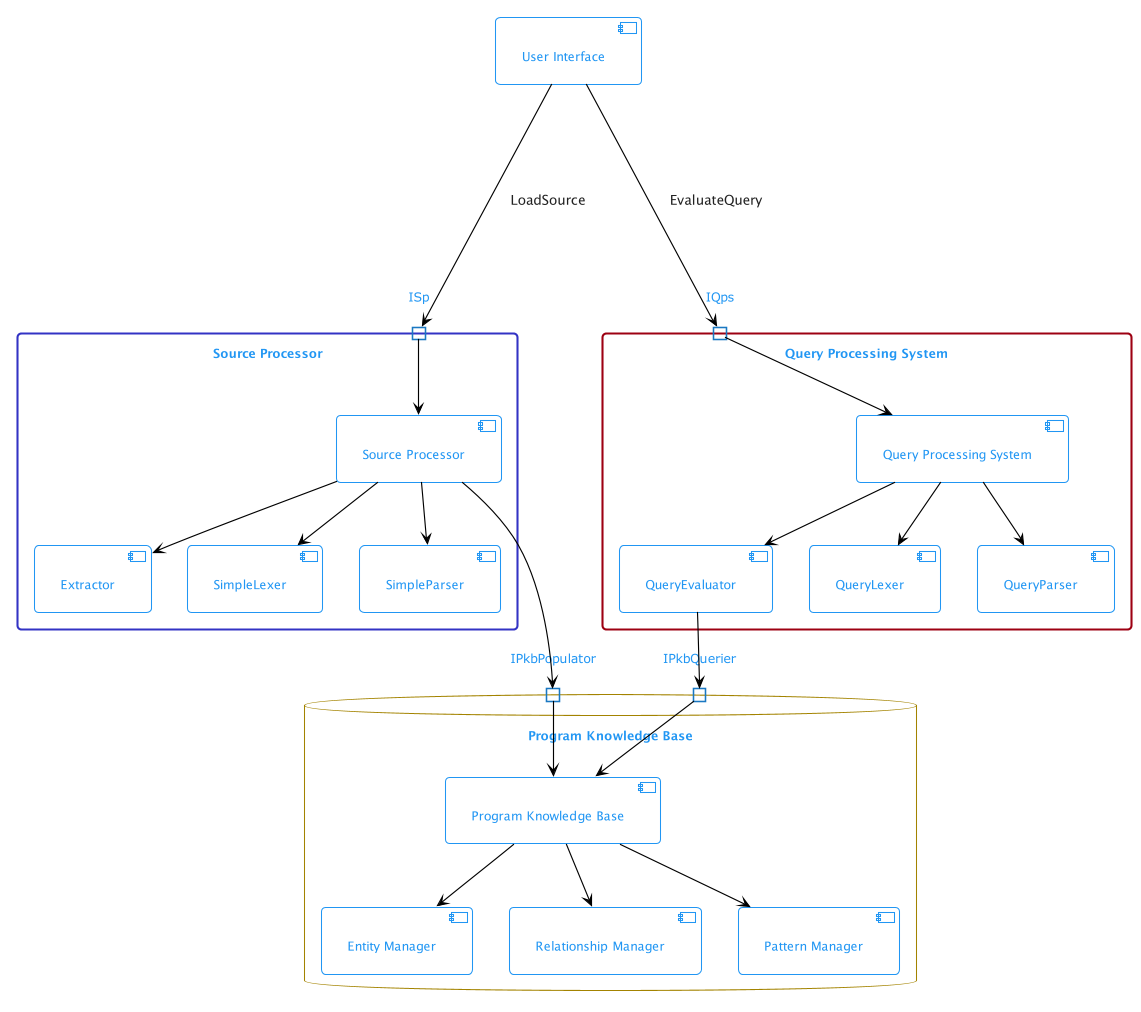 User Interface
LoadSource
EvaluateQuery
ISp
IQps
Source Processor
Query Processing System
Source Processor
Query Processing System
Extractor
SimpleLexer
SimpleParser
QueryEvaluator
QueryLexer
QueryParser
IPkbPopulator
IPkbQuerier
Program Knowledge Base
Program Knowledge Base
Entity Manager
Relationship Manager
Pattern Manager